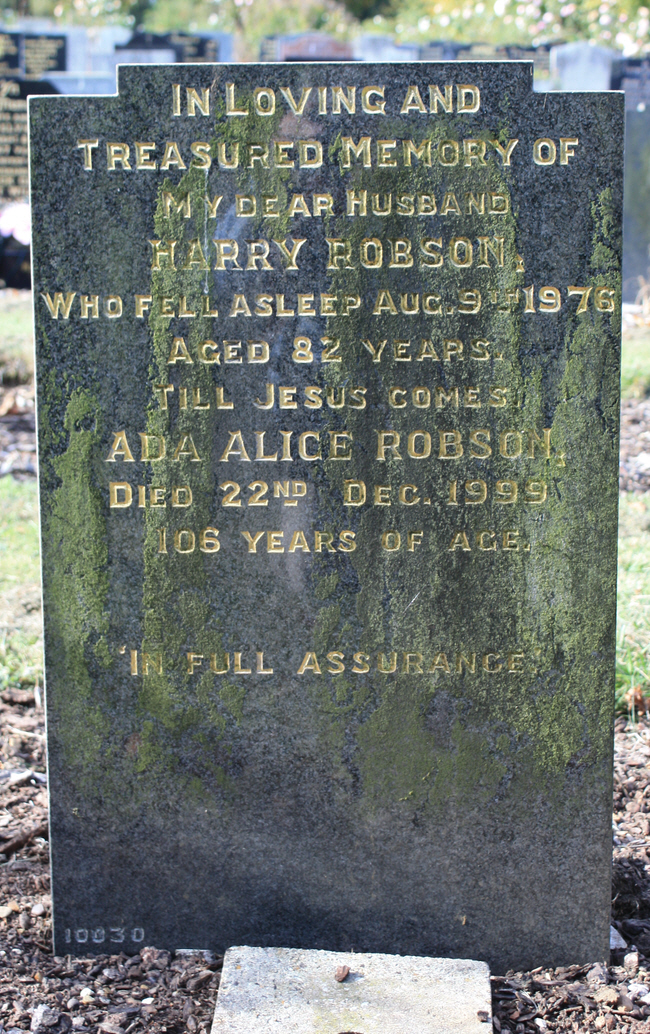 In Loving and
Treasured Memory of
My dear Husband
HARRY ROBSON,
Who fell asleep Aug. 9TH 1976
Aged 82 years.
Till Jesus comes.
ADA ALICE ROBSON,
Died 22ND Dec. 1999
106 years of age.
'In full assurance'
10030